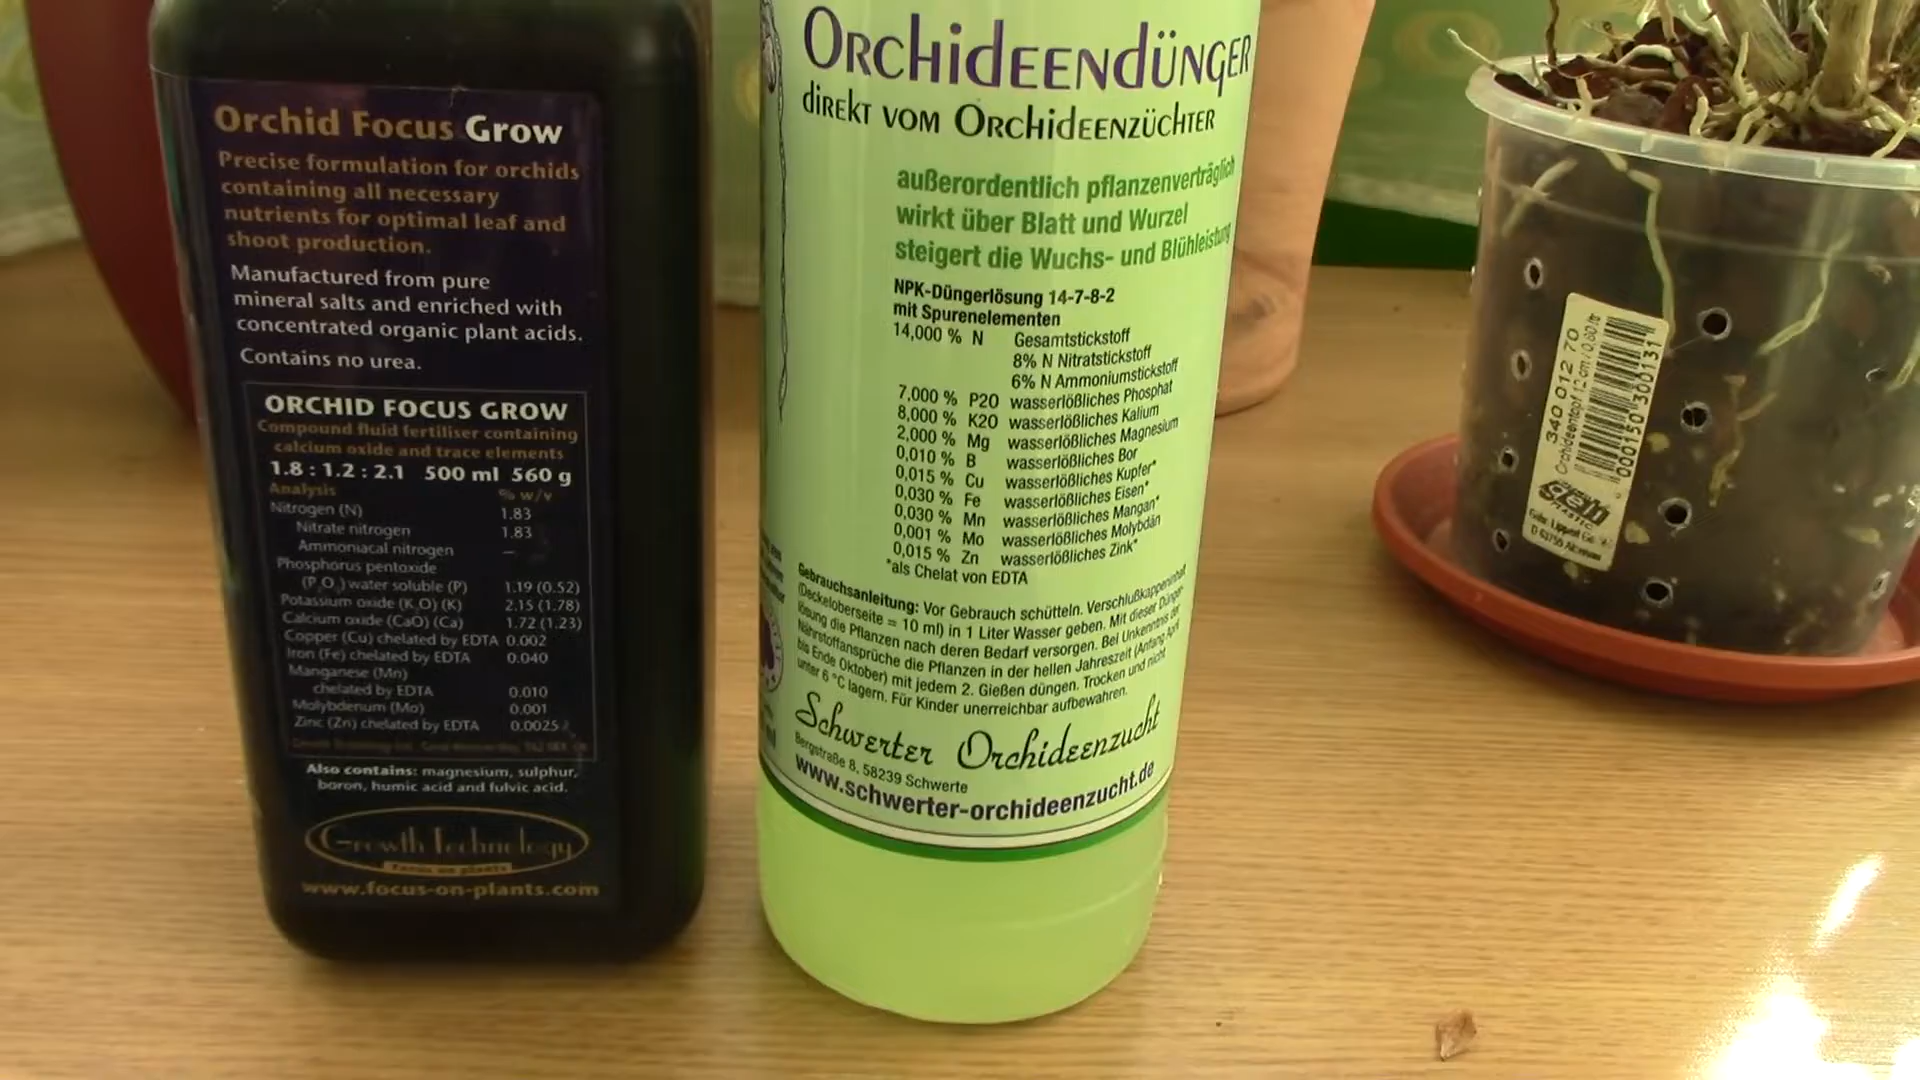 Orchid Focus Grow
Precise formulation for orchids
containing all necessary
nutrients for optimal leaf and
shoot production.
Manufactured from pure
mineral salts and enriched with
concentrated organic plant acids.
Contains no urea.
ORCHID FOCUS GROW
Compound fluid fertiliser containing
calcium oxide and trace elements
1.8 : 1.2 : 2.1 500 ml 560 g
Analysis % w/v
Nitrogen (N) 1.83
Nitrate nitrogen 1.83
Ammoniacal nitrogen –
Phosphorus pentoxide
(P2O5) water soluble (P) 1.19 (0.52)
Potassium oxide (K2O) (K) 2.15 (1.78)
Calcium oxide (CaO) (Ca) 1.72 (1.23)
Copper (Cu) chelated by EDTA 0.002
Iron (Fe) chelated by EDTA 0.040
Manganese (Mn)
chelated by EDTA 0.010
Molybdenum (Mo) 0.001
Zinc (Zn) chelated by EDTA 0.0025
Also contains: magnesium, sulphur,
boron, humic acid and fulvic acid.
Growth Technology
Focus on plants
www.focus-on-plants.com
ORCHIDEENDÜNGER
direkt vom Orchideenzüchter
außerordentlich pflanzenverträglich
wirkt über Blatt und Wurzel
steigert die Wuchs- und Blühleistung
NPK-Düngerlösung 14-7-8-2
mit Spurenelementen
14,000 % N Gesamtstickstoff
8% N Nitratstickstoff
6% N Ammoniumstickstoff
7,000 % P2O wasserlößliches Phosphat
8,000 % K2O wasserlößliches Kalium
2,000 % Mg wasserlößliches Magnesium
0,010 % B wasserlößliches Bor
0,015 % Cu wasserlößliches Kupfer*
0,030 % Fe wasserlößliches Eisen*
0,030 % Mn wasserlößliches Mangan*
0,001 % Mo wasserlößliches Molybdän
0,015 % Zn wasserlößliches Zink*
*als Chelat von EDTA
Gebrauchsanleitung: Vor Gebrauch schütteln. Verschlußkappeninhalt
(Deckeloberseite = 10 ml) in 1 Liter Wasser geben. Mit dieser Dünger-
lösung die Pflanzen nach deren Bedarf versorgen. Bei Unkenntnis der
Nährstoffansprüche die Pflanzen in der hellen Jahreszeit (Anfang April
bis Ende Oktober) mit jedem 2. Gießen düngen. Trocken und nicht
unter 6 °C lagern. Für Kinder unerreichbar aufbewahren.
Schwerter Orchideenzucht
Bergstraße 8, 58239 Schwerte
www.schwerter-orchideenzucht.de
340 012 70
Orchideentopf 12 cm / 0,80 ltr